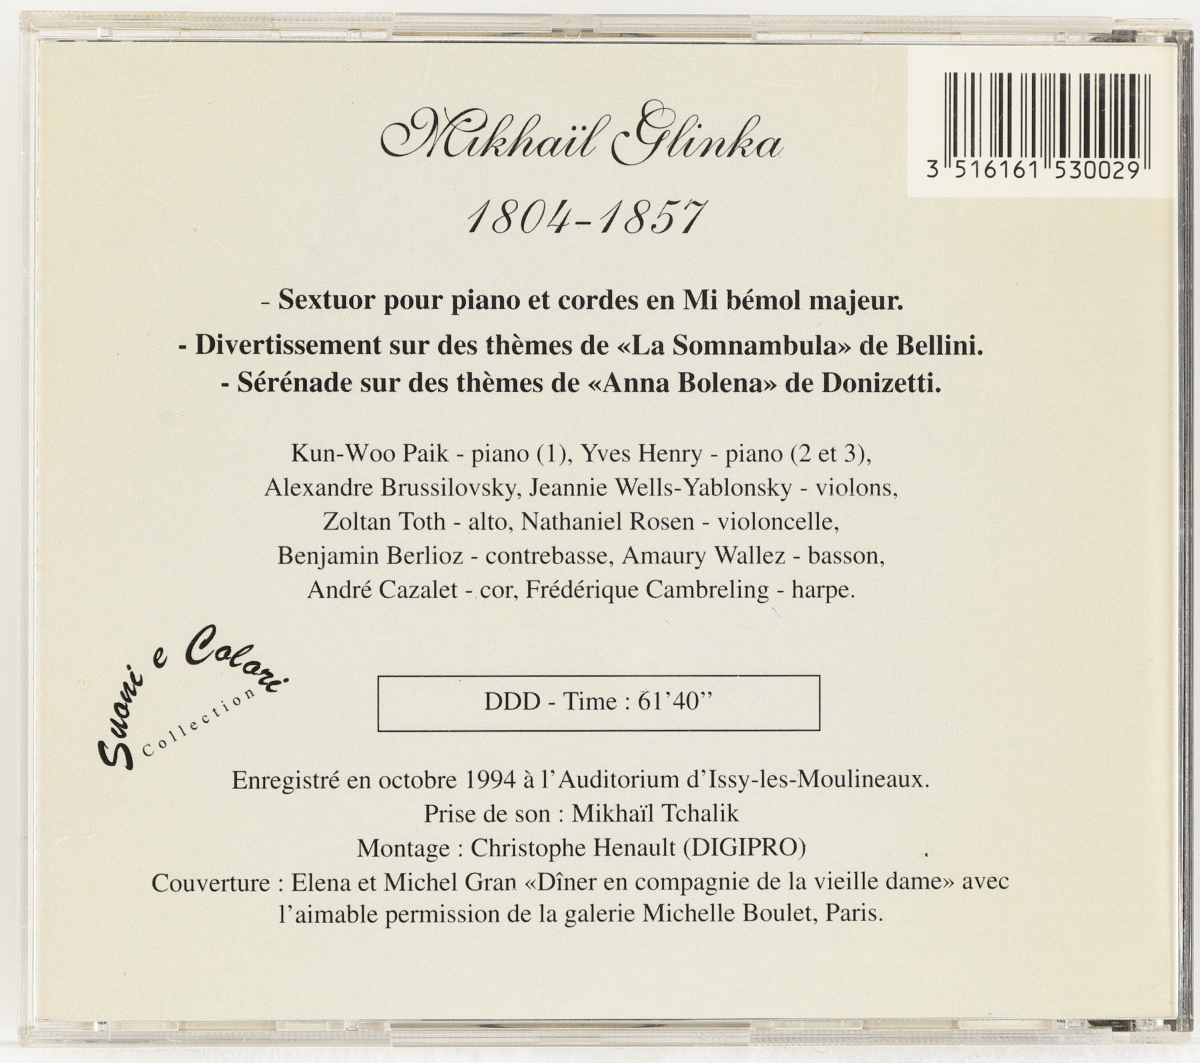 Mikhaïl Glinka
1804-1857
3 516161 530029
- Sextuor pour piano et cordes en Mi bémol majeur.
- Divertissement sur des thèmes de «La Somnambula» de Bellini.
- Sérénade sur des thèmes de «Anna Bolena» de Donizetti.
Kun-Woo Paik - piano (1), Yves Henry - piano (2 et 3),
Alexandre Brussilovsky, Jeannie Wells-Yablonsky - violons,
Zoltan Toth - alto, Nathaniel Rosen - violoncelle,
Benjamin Berlioz - contrebasse, Amaury Wallez - basson,
André Cazalet - cor, Frédérique Cambreling - harpe.
Suoni e Colori
Collection
DDD - Time : 61'40’’
Enregistré en octobre 1994 à l'Auditorium d'Issy-les-Moulineaux.
Prise de son : Mikhaïl Tchalik
Montage : Christophe Henault (DIGIPRO)
Couverture : Elena et Michel Gran «Dîner en compagnie de la vieille dame» avec
l'aimable permission de la galerie Michelle Boulet, Paris.